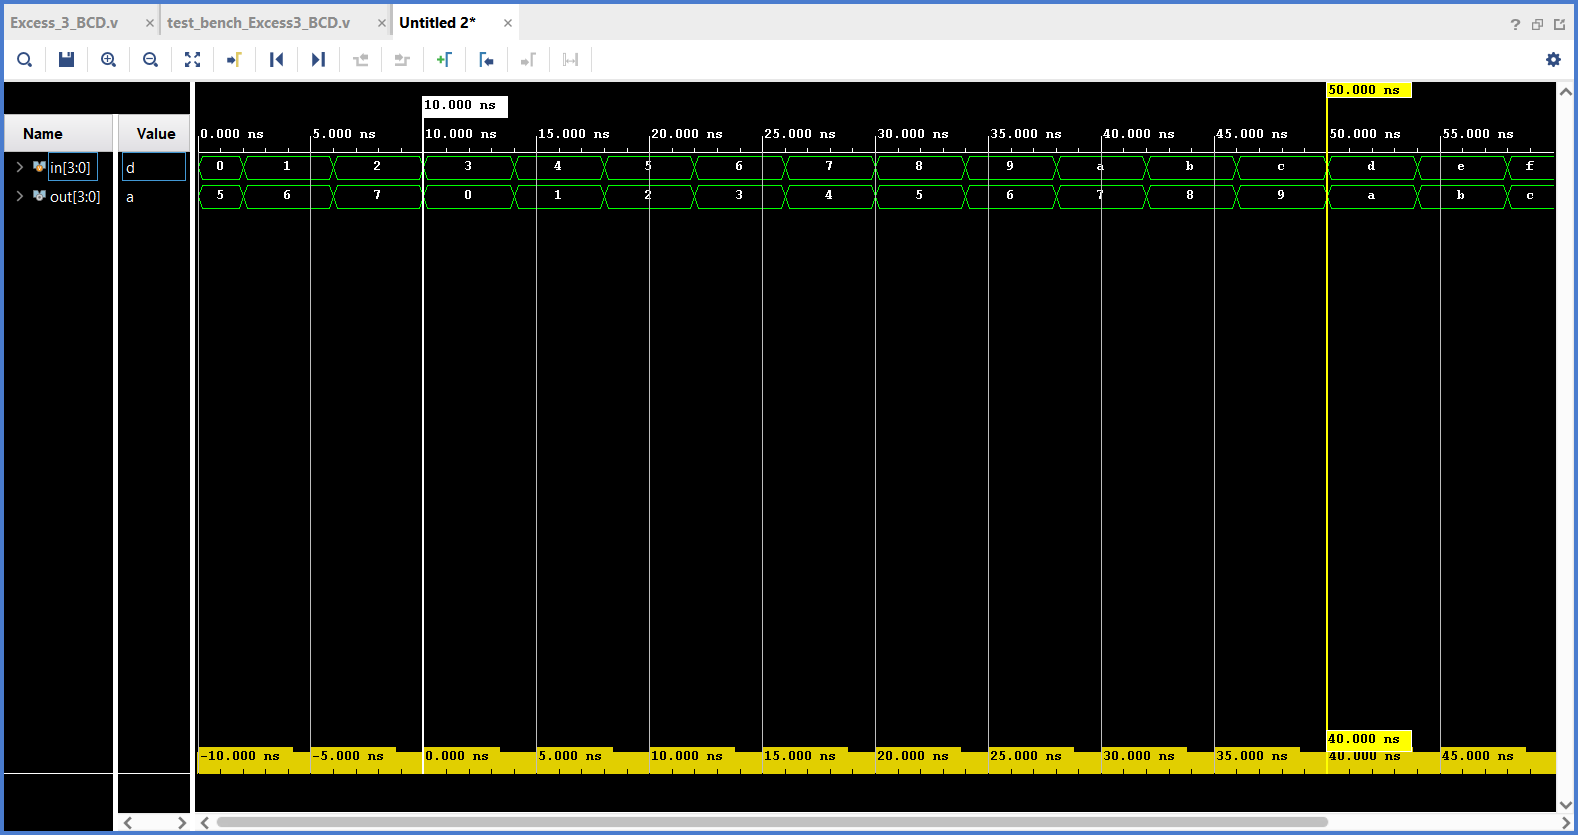 Excess_3_BCD.v × test_bench_Excess3_BCD.v × Untitled 2* ×
?
50.000 ns
10.000 ns
Name Value 0.000 ns 5.000 ns 10.000 ns 15.000 ns 20.000 ns 25.000 ns 30.000 ns 35.000 ns 40.000 ns 45.000 ns 50.000 ns 55.000 ns
in[3:0] d 0 1 2 3 4 5 6 7 8 9 a b c d e f
out[3:0] a 5 6 7 0 1 2 3 4 5 6 7 8 9 a b c
40.000 ns
-10.000 ns -5.000 ns 0.000 ns 5.000 ns 10.000 ns 15.000 ns 20.000 ns 25.000 ns 30.000 ns 35.000 ns 40.000 ns 45.000 ns